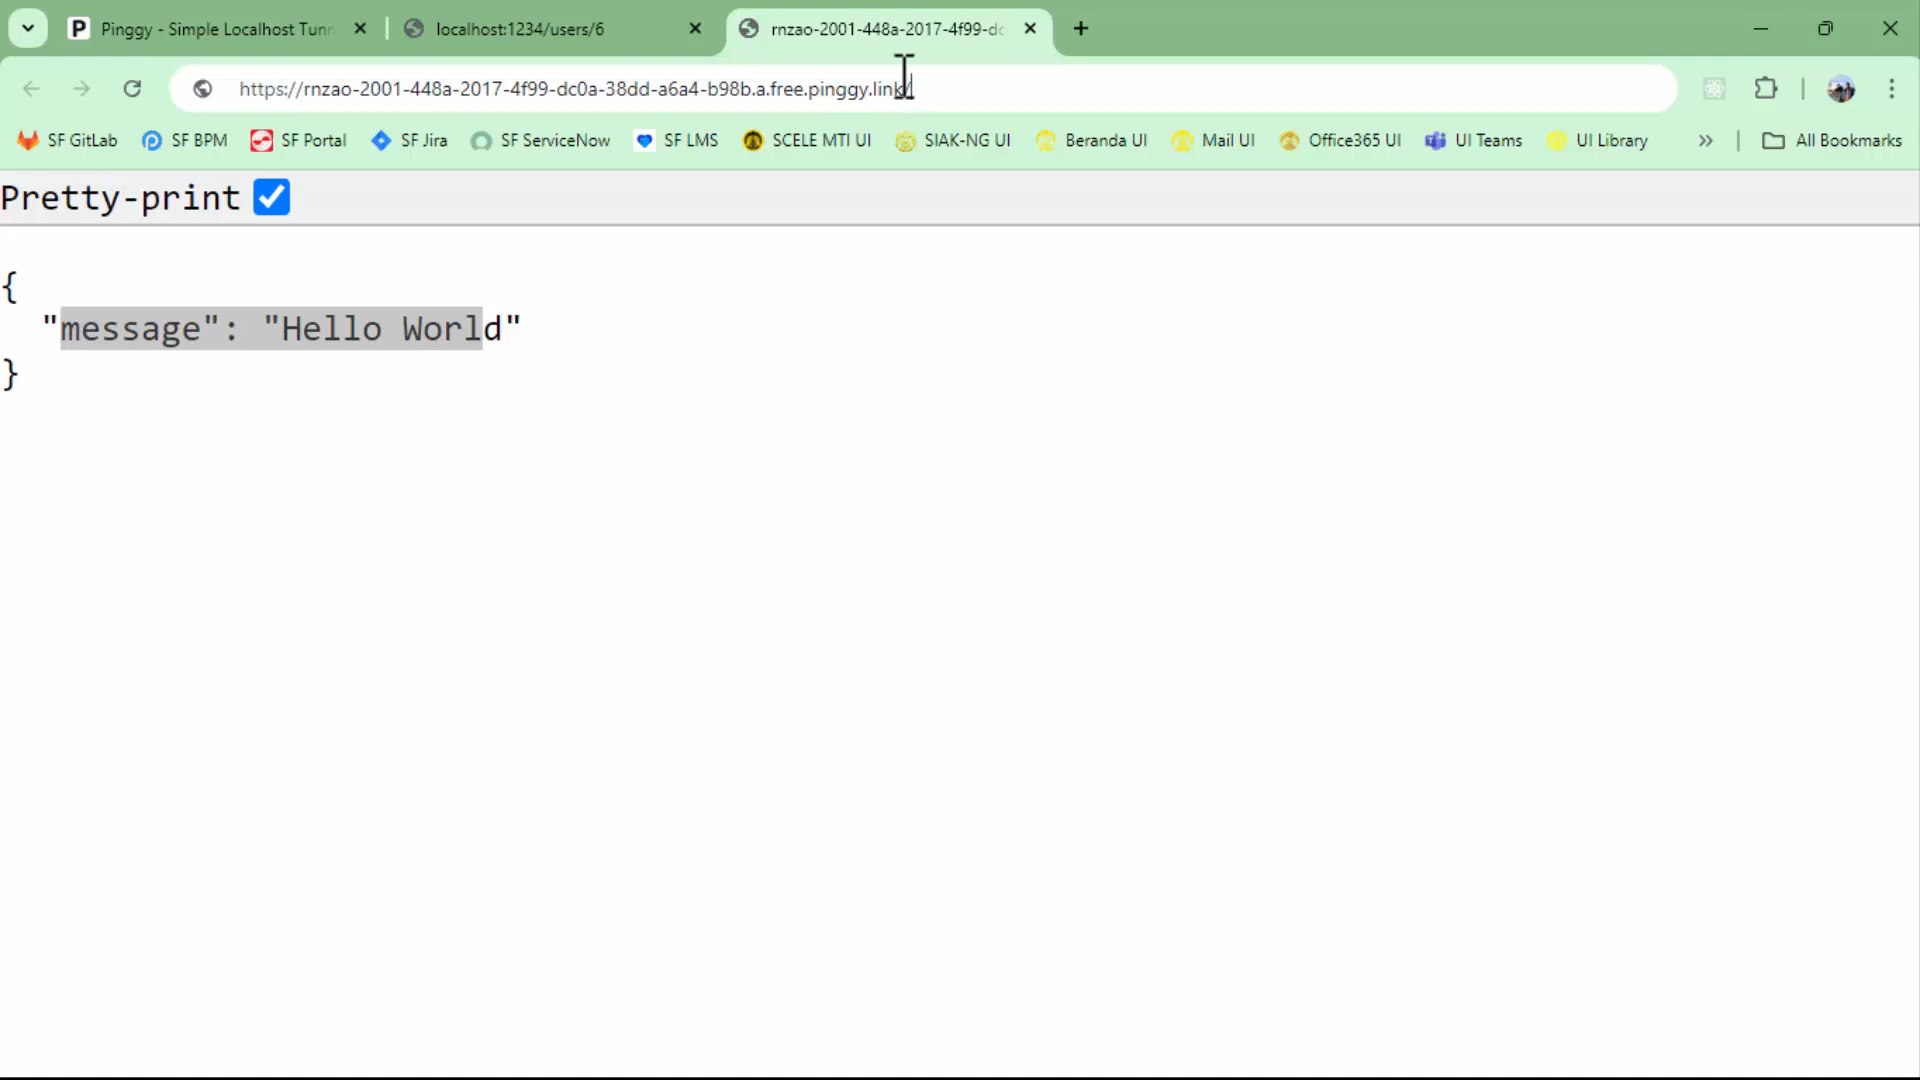 Pinggy - Simple Localhost Tunn
localhost:1234/users/6
rnzao-2001-448a-2017-4f99-dc
https://rnzao-2001-448a-2017-4f99-dc0a-38dd-a6a4-b98b.a.free.pinggy.link/
SF GitLab
SF BPM
SF Portal
SF Jira
SF ServiceNow
SF LMS
SCELE MTI UI
SIAK-NG UI
Beranda UI
Mail UI
Office365 UI
UI Teams
UI Library
All Bookmarks
Pretty-print
{
"message": "Hello World"
}